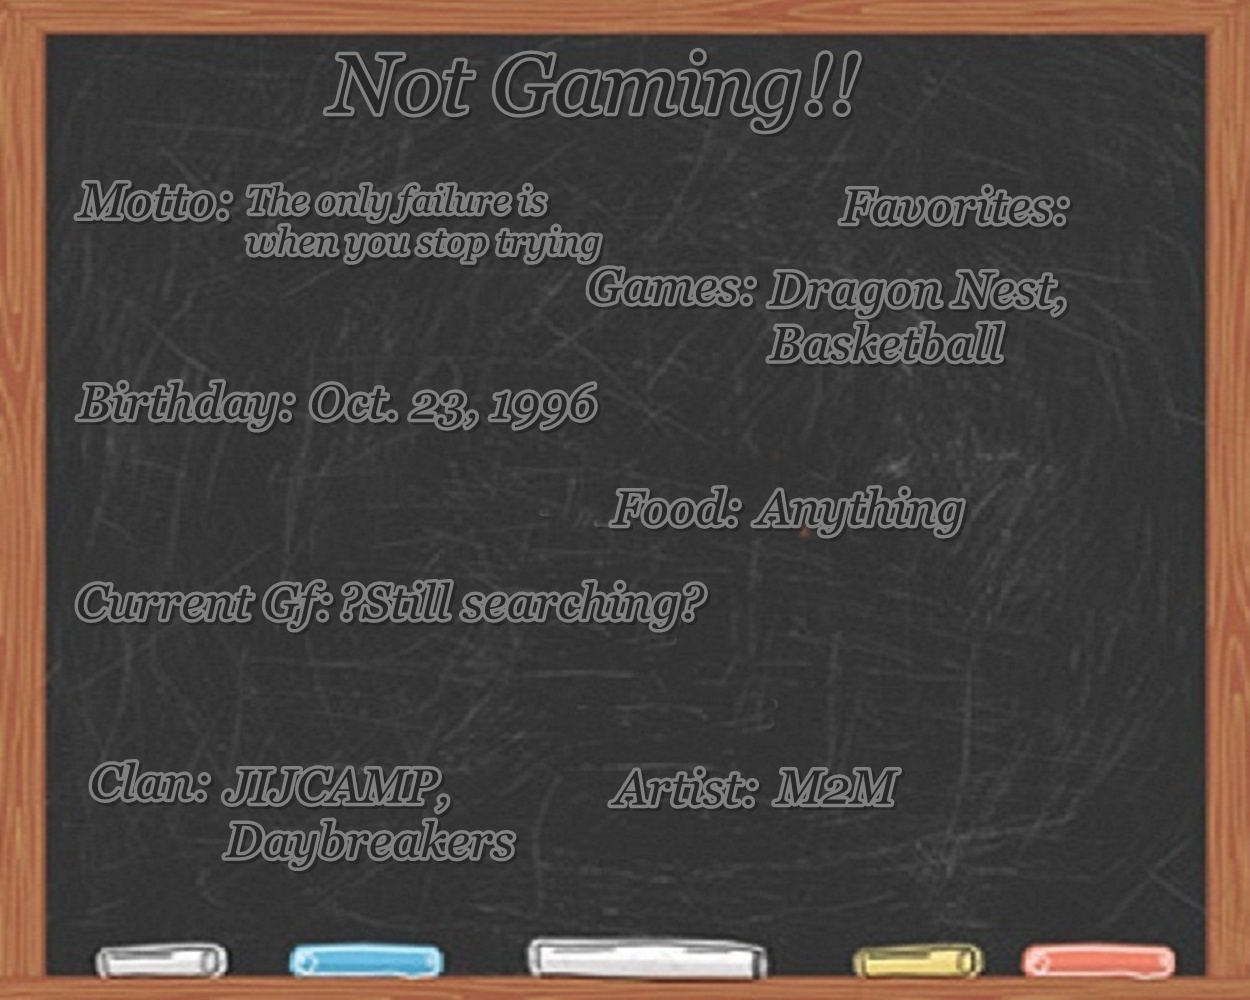 Not Gaming!!
Motto: The only failure is
when you stop trying
Favorites:
Games: Dragon Nest,
Basketball
Birthday: Oct. 23, 1996
Food: Anything
Current Gf: ?Still searching?
Clan: JIJCAMP,
Daybreakers
Artist: M2M